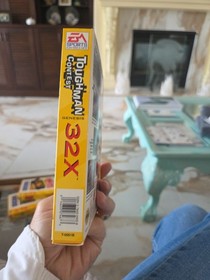 EA
SPORTS
TOUGHMAN
CONTEST
GENESIS
32X